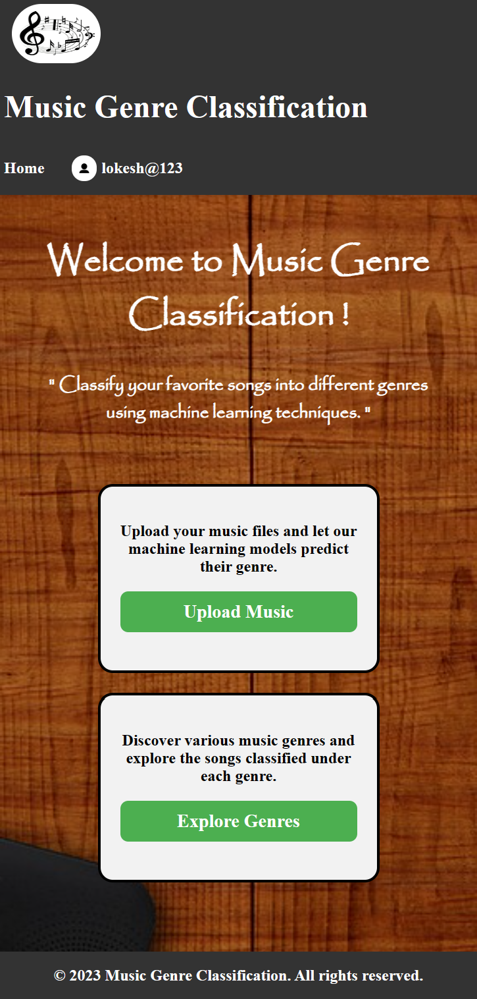 Music Genre Classification
Home lokesh@123
Welcome to Music Genre
Classification !
" Classify your favorite songs into different genres
using machine learning techniques. "
Upload your music files and let our
machine learning models predict
their genre.
Upload Music
Discover various music genres and
explore the songs classified under
each genre.
Explore Genres
© 2023 Music Genre Classification. All rights reserved.